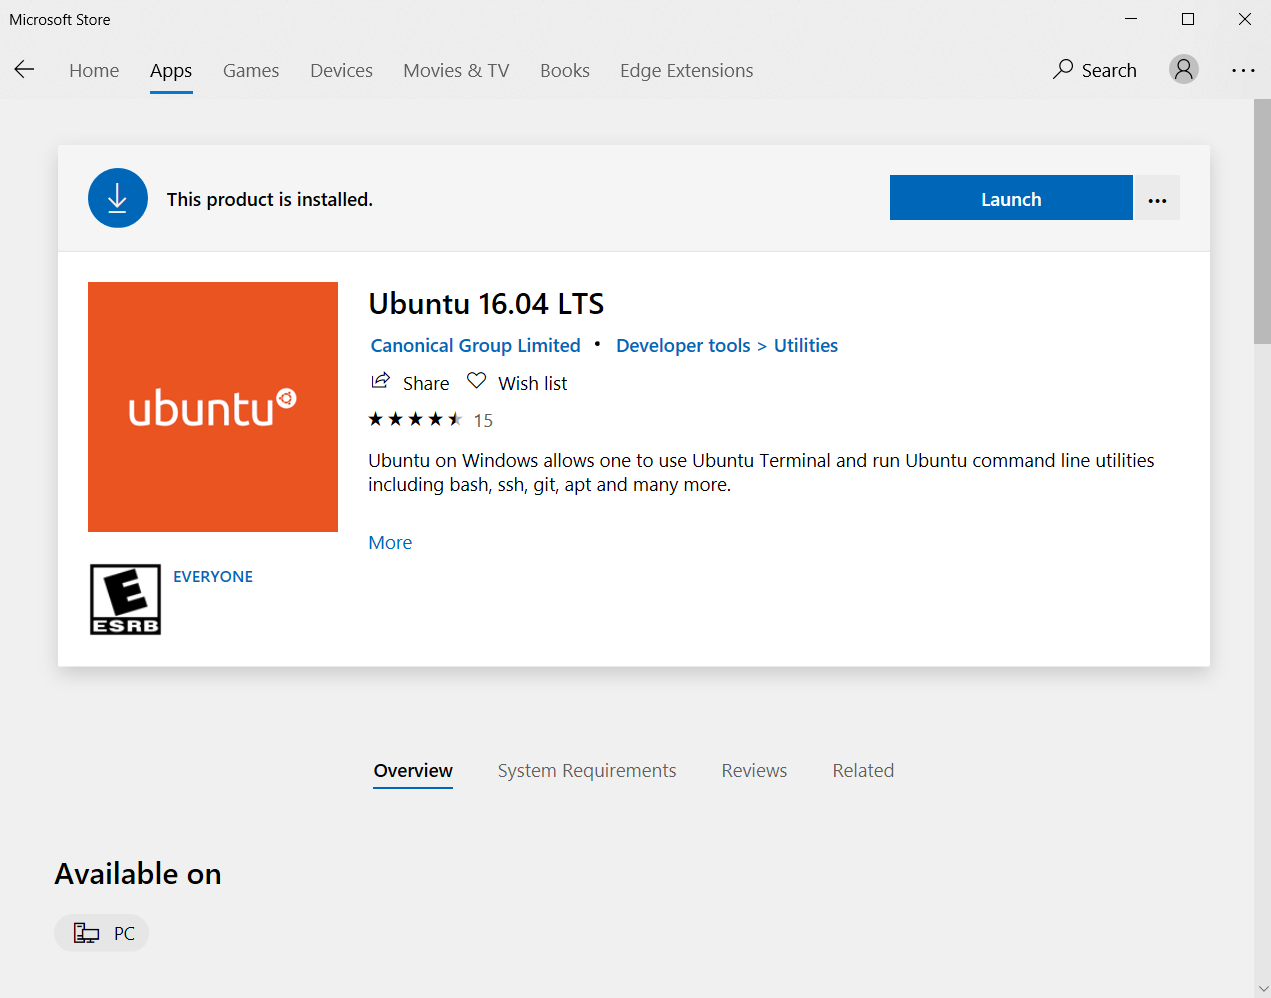 Microsoft Store
Home Apps Games Devices Movies & TV Books Edge Extensions Search
This product is installed.
Launch
ubuntu
Ubuntu 16.04 LTS
Canonical Group Limited • Developer tools > Utilities
Share Wish list
15
Ubuntu on Windows allows one to use Ubuntu Terminal and run Ubuntu command line utilities
including bash, ssh, git, apt and many more.
More
E
ESRB
EVERYONE
Overview System Requirements Reviews Related
Available on
PC